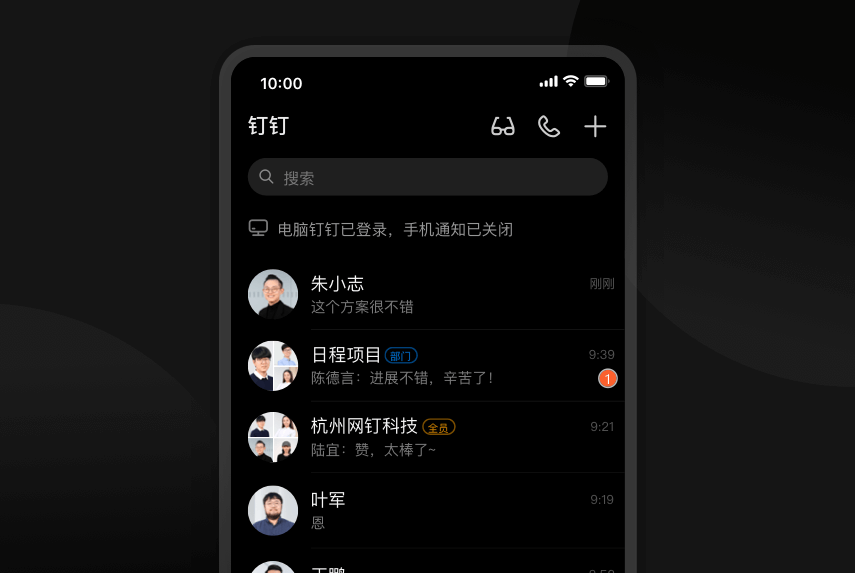 10:00
钉钉
搜索
电脑钉钉已登录，手机通知已关闭
朱小志 刚刚
这个方案很不错
日程项目 部门 9:39
陈德言：进展不错，辛苦了！ 1
杭州网钉科技 全员 9:21
陆宜：赞，太棒了~
叶军 9:19
恩